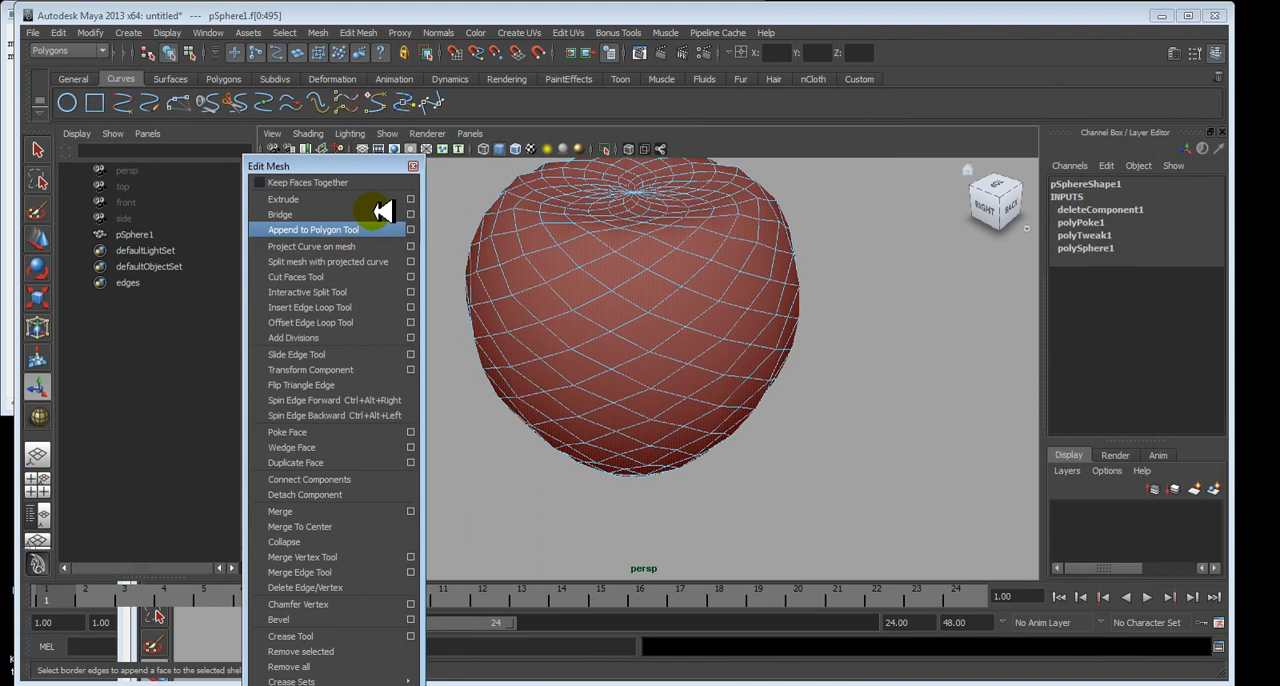 Autodesk Maya 2013 x64: untitled* --- pSphere1.f[0:495]
File Edit Modify Create Display Window Assets Select Mesh Edit Mesh Proxy Normals Color Create UVs Edit UVs Bonus Tools Muscle Pipeline Cache Help
Polygons X: Y: Z:
General Curves Surfaces Polygons Subdivs Deformation Animation Dynamics Rendering PaintEffects Toon Muscle Fluids Fur Hair nCloth Custom
Display Show Panels
View Shading Lighting Show Renderer Panels
persp
top
front
side
pSphere1
defaultLightSet
defaultObjectSet
edges
Edit Mesh
Keep Faces Together
Extrude
Bridge
Append to Polygon Tool
Project Curve on mesh
Split mesh with projected curve
Cut Faces Tool
Interactive Split Tool
Insert Edge Loop Tool
Offset Edge Loop Tool
Add Divisions
Slide Edge Tool
Transform Component
Flip Triangle Edge
Spin Edge Forward Ctrl+Alt+Right
Spin Edge Backward Ctrl+Alt+Left
Poke Face
Wedge Face
Duplicate Face
Connect Components
Detach Component
Merge
Merge To Center
Collapse
Merge Vertex Tool
Merge Edge Tool
Delete Edge/Vertex
Chamfer Vertex
Bevel
Crease Tool
Remove selected
Remove all
Crease Sets
RIGHT BACK
persp
Channel Box / Layer Editor
Channels Edit Object Show
pSphereShape1
INPUTS
deleteComponent1
polyPoke1
polyTweak1
polySphere1
Display Render Anim
Layers Options Help
1 2 3 4 5 11 12 13 14 15 16 17 18 19 20 21 22 23 24
1
1.00
1.00 1.00 24 24.00 48.00 No Anim Layer No Character Set
MEL
Select border edges to append a face to the selected shel